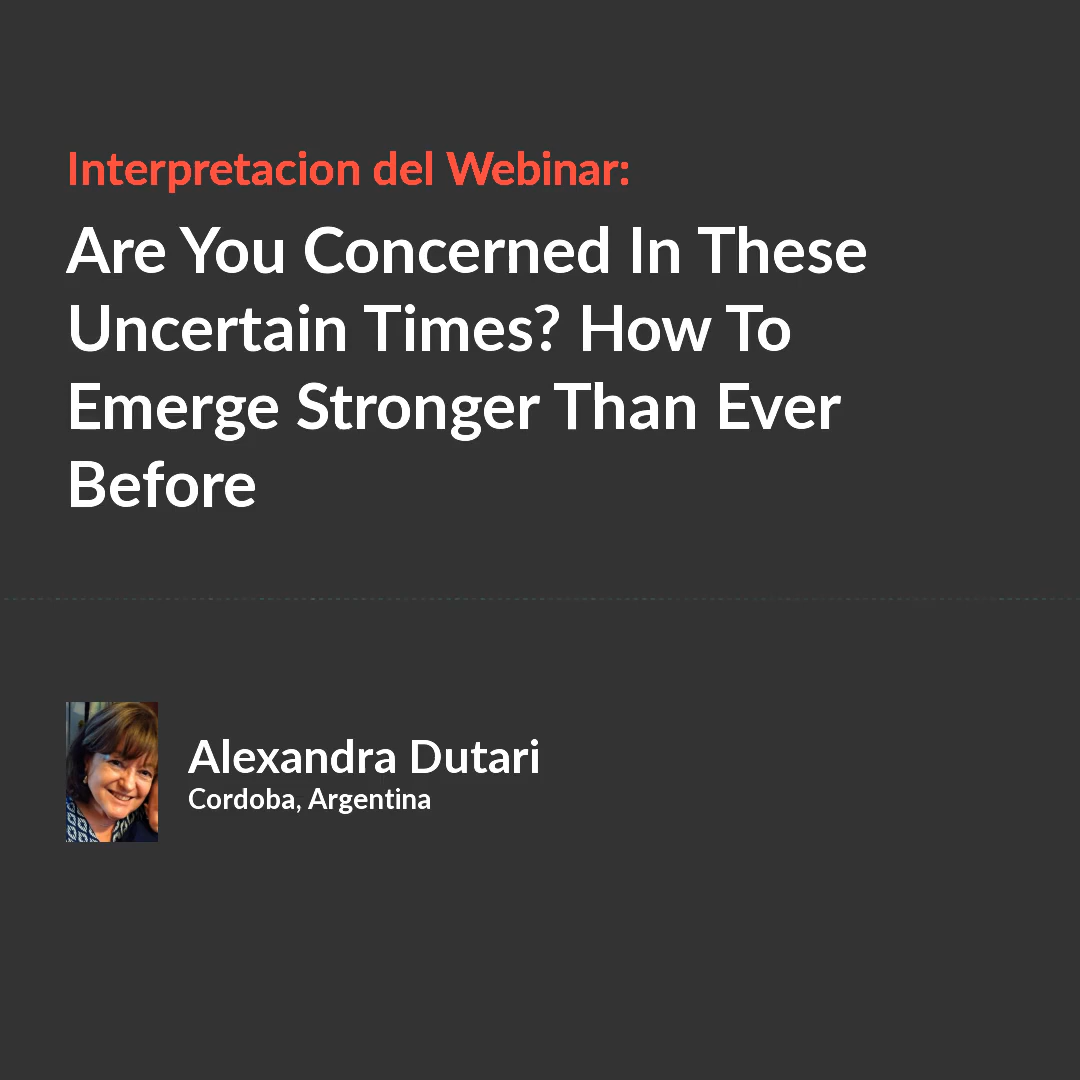 Interpretacion del Webinar:
Are You Concerned In These
Uncertain Times? How To
Emerge Stronger Than Ever
Before
Alexandra Dutari
Cordoba, Argentina